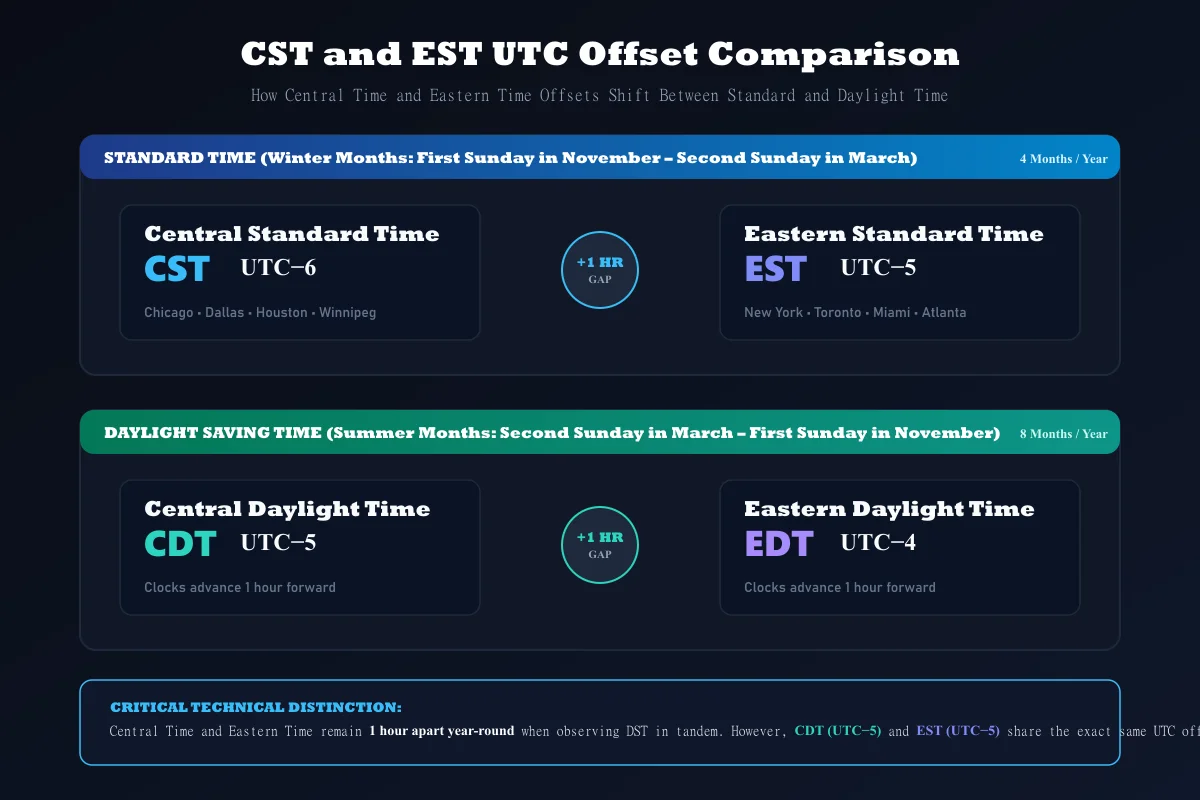 CST and EST UTC Offset Comparison
How Central Time and Eastern Time Offsets Shift Between Standard and Daylight Time
STANDARD TIME (Winter Months: First Sunday in November – Second Sunday in March)
4 Months / Year
Central Standard Time
CST UTC−6
Chicago • Dallas • Houston • Winnipeg
+1 HR
GAP
Eastern Standard Time
EST UTC−5
New York • Toronto • Miami • Atlanta
DAYLIGHT SAVING TIME (Summer Months: Second Sunday in March – First Sunday in November)
8 Months / Year
Central Daylight Time
CDT UTC−5
Clocks advance 1 hour forward
+1 HR
GAP
Eastern Daylight Time
EDT UTC−4
Clocks advance 1 hour forward
CRITICAL TECHNICAL DISTINCTION:
Central Time and Eastern Time remain 1 hour apart year-round when observing DST in tandem. However, CDT (UTC−5) and EST (UTC−5) share the exact same UTC